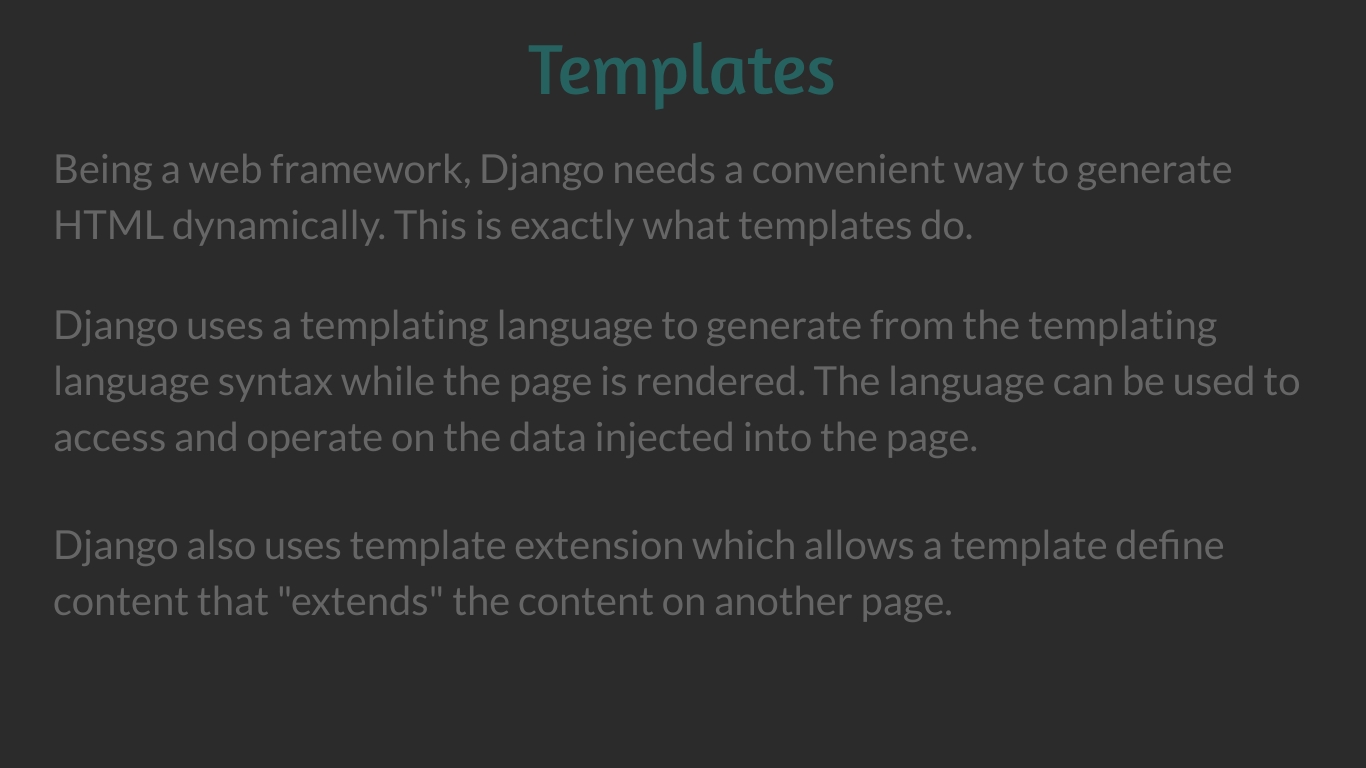 Templates
Being a web framework, Django needs a convenient way to generate
HTML dynamically. This is exactly what templates do.
Django uses a templating language to generate from the templating
language syntax while the page is rendered. The language can be used to
access and operate on the data injected into the page.
Django also uses template extension which allows a template define
content that "extends" the content on another page.